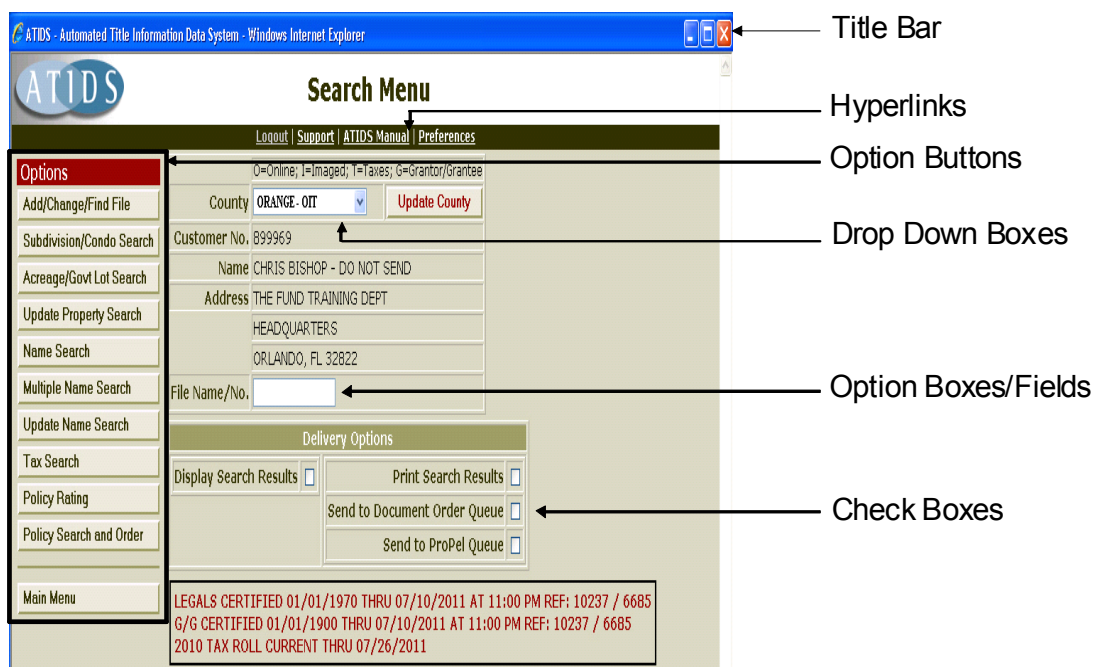 ATIDS - Automated Title Information Data System - Windows Internet Explorer
Title Bar
ATIDS
Search Menu
Hyperlinks
Logout | Support | ATIDS Manual | Preferences
Option Buttons
Options
O=Online; I=Imaged; T=Taxes; G=Grantor/Grantee
Add/Change/Find File
County ORANGE - OIT Update County
Drop Down Boxes
Subdivision/Condo Search
Customer No. 899969
Acreage/Govt Lot Search
Name CHRIS BISHOP - DO NOT SEND
Address THE FUND TRAINING DEPT
Update Property Search
HEADQUARTERS
Name Search
ORLANDO, FL 32822
Multiple Name Search
File Name/No.
Option Boxes/Fields
Update Name Search
Delivery Options
Tax Search
Display Search Results Print Search Results
Policy Rating
Send to Document Order Queue
Check Boxes
Policy Search and Order
Send to ProPel Queue
Main Menu
LEGALS CERTIFIED 01/01/1970 THRU 07/10/2011 AT 11:00 PM REF: 10237 / 6685
G/G CERTIFIED 01/01/1900 THRU 07/10/2011 AT 11:00 PM REF: 10237 / 6685
2010 TAX ROLL CURRENT THRU 07/26/2011